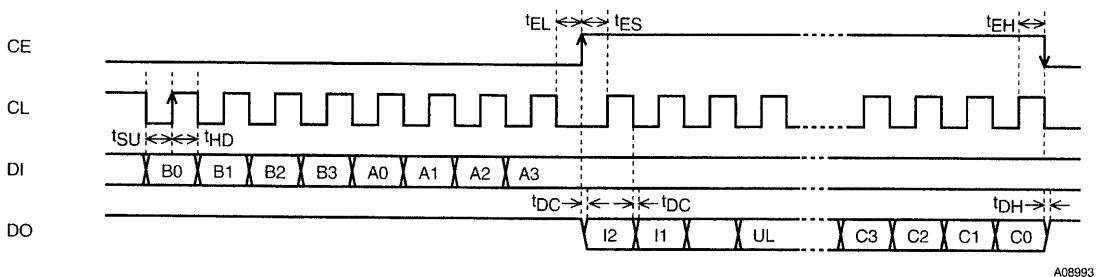 tEL tES tEH
CE
CL
tSU tHD
DI B0 B1 B2 B3 A0 A1 A2 A3
tDC tDC tDH
DO I2 I1 UL C3 C2 C1 C0
A08993